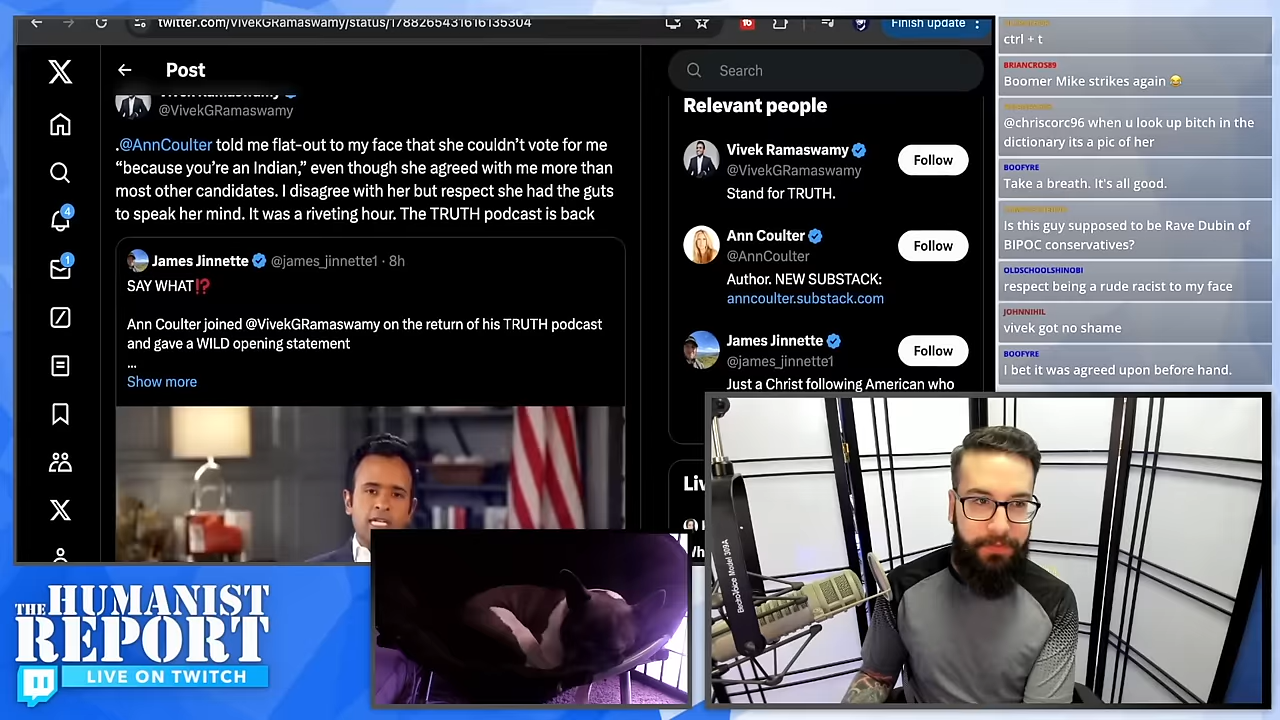 twitter.com/VivekGRamaswamy/status/1788265431616135304
Finish update
Post
Search
@VivekGRamaswamy
.@AnnCoulter told me flat-out to my face that she couldn’t vote for me
“because you’re an Indian,” even though she agreed with me more than
most other candidates. I disagree with her but respect she had the guts
to speak her mind. It was a riveting hour. The TRUTH podcast is back
James Jinnette @james_jinnette1 · 8h
SAY WHAT⁉️
Ann Coulter joined @VivekGRamaswamy on the return of his TRUTH podcast
and gave a WILD opening statement
...
Show more
4
1
Relevant people
Vivek Ramaswamy
@VivekGRamaswamy
Follow
Stand for TRUTH.
Ann Coulter
@AnnCoulter
Follow
Author. NEW SUBSTACK:
anncoulter.substack.com
James Jinnette
@james_jinnette1
Follow
Just a Christ following American who
ctrl + t
BRIANCROS89
Boomer Mike strikes again 😂
@chriscorc96 when u look up bitch in the
dictionary its a pic of her
BOOFYRE
Take a breath. It's all good.
Is this guy supposed to be Rave Dubin of
BIPOC conservatives?
OLDSCHOOLSHINOBI
respect being a rude racist to my face
JOHNNIHIL
vivek got no shame
BOOFYRE
I bet it was agreed upon before hand.
ElectroVoice Model 309A
THE HUMANIST
REPORT
LIVE ON TWITCH